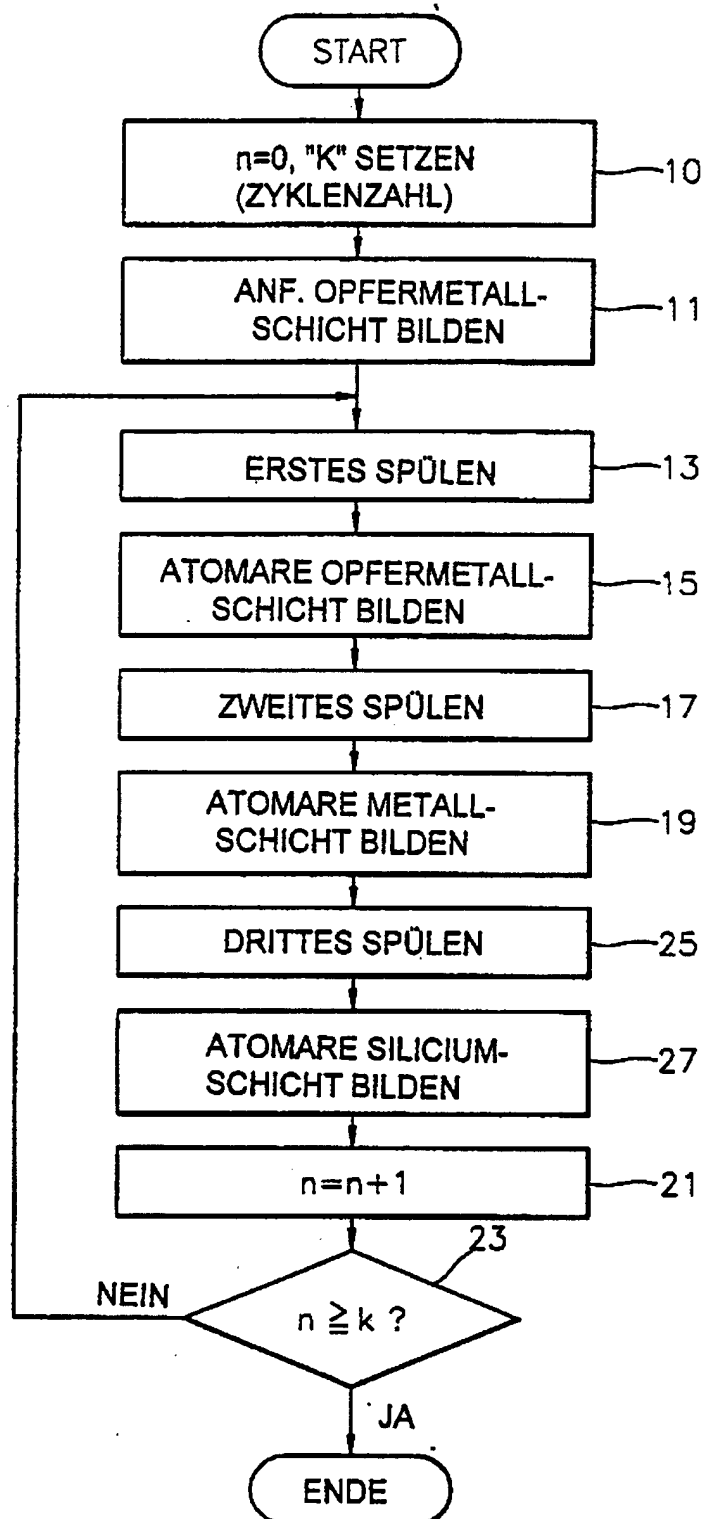 START
n=0, "K" SETZEN
(ZYKLENZAHL)
10
ANF. OPFERMETALL-
SCHICHT BILDEN
11
ERSTES SPÜLEN
13
ATOMARE OPFERMETALL-
SCHICHT BILDEN
15
ZWEITES SPÜLEN
17
ATOMARE METALL-
SCHICHT BILDEN
19
DRITTES SPÜLEN
25
ATOMARE SILICIUM-
SCHICHT BILDEN
27
n=n+1
21
23
NEIN
n ≧ k ?
JA
ENDE